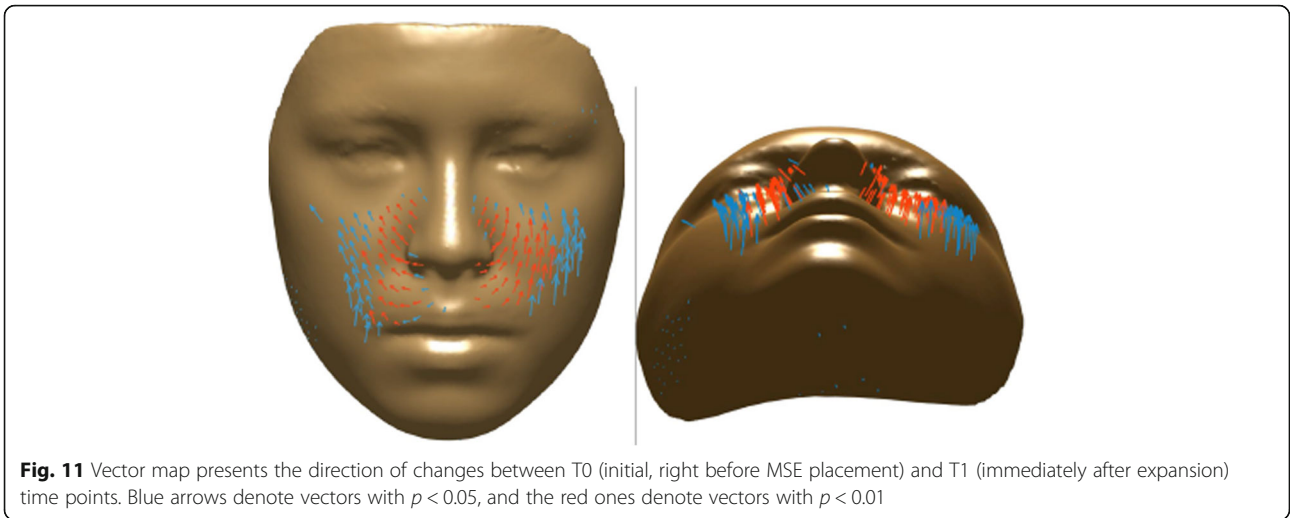 Fig. 11 Vector map presents the direction of changes between T0 (initial, right before MSE placement) and T1 (immediately after expansion)
time points. Blue arrows denote vectors with p < 0.05, and the red ones denote vectors with p < 0.01